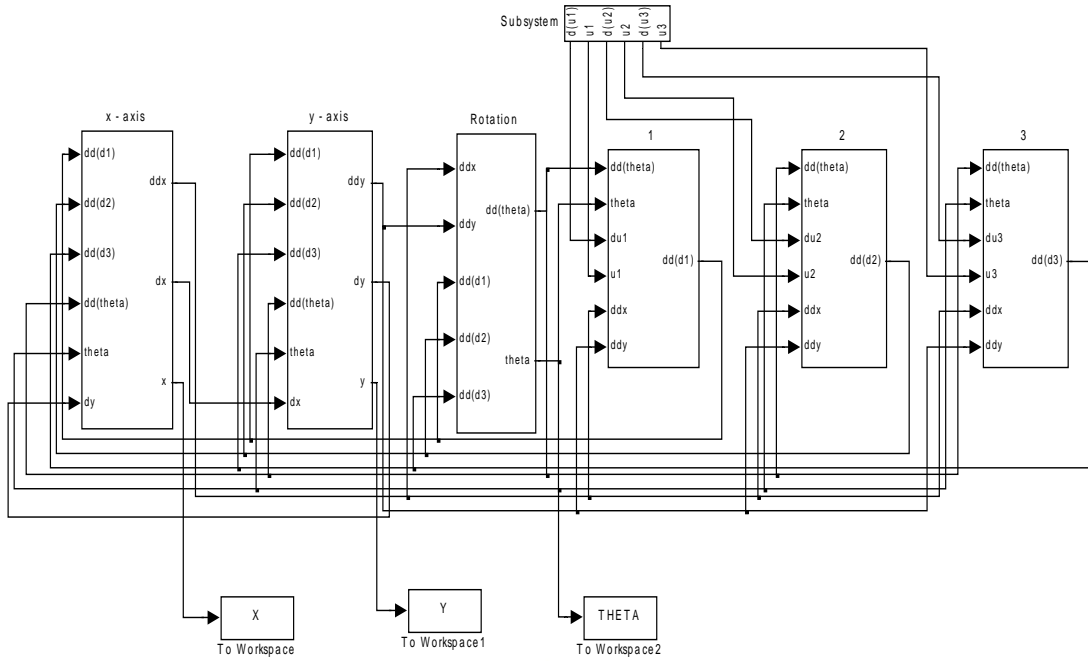 Subsystem
d(u1)
u1
d(u2)
u2
d(u3)
u3
x - axis
dd(d1)
dd(d2)
dd(d3)
dd(theta)
theta
dy
ddx
dx
x
y - axis
dd(d1)
dd(d2)
dd(d3)
dd(theta)
theta
dx
ddy
dy
y
Rotation
ddx
ddy
dd(d1)
dd(d2)
dd(d3)
dd(theta)
theta
1
dd(theta)
theta
du1
u1
ddx
ddy
dd(d1)
2
dd(theta)
theta
du2
u2
ddx
ddy
dd(d2)
3
dd(theta)
theta
du3
u3
ddx
ddy
dd(d3)
X
To Workspace
Y
To Workspace1
THETA
To Workspace2